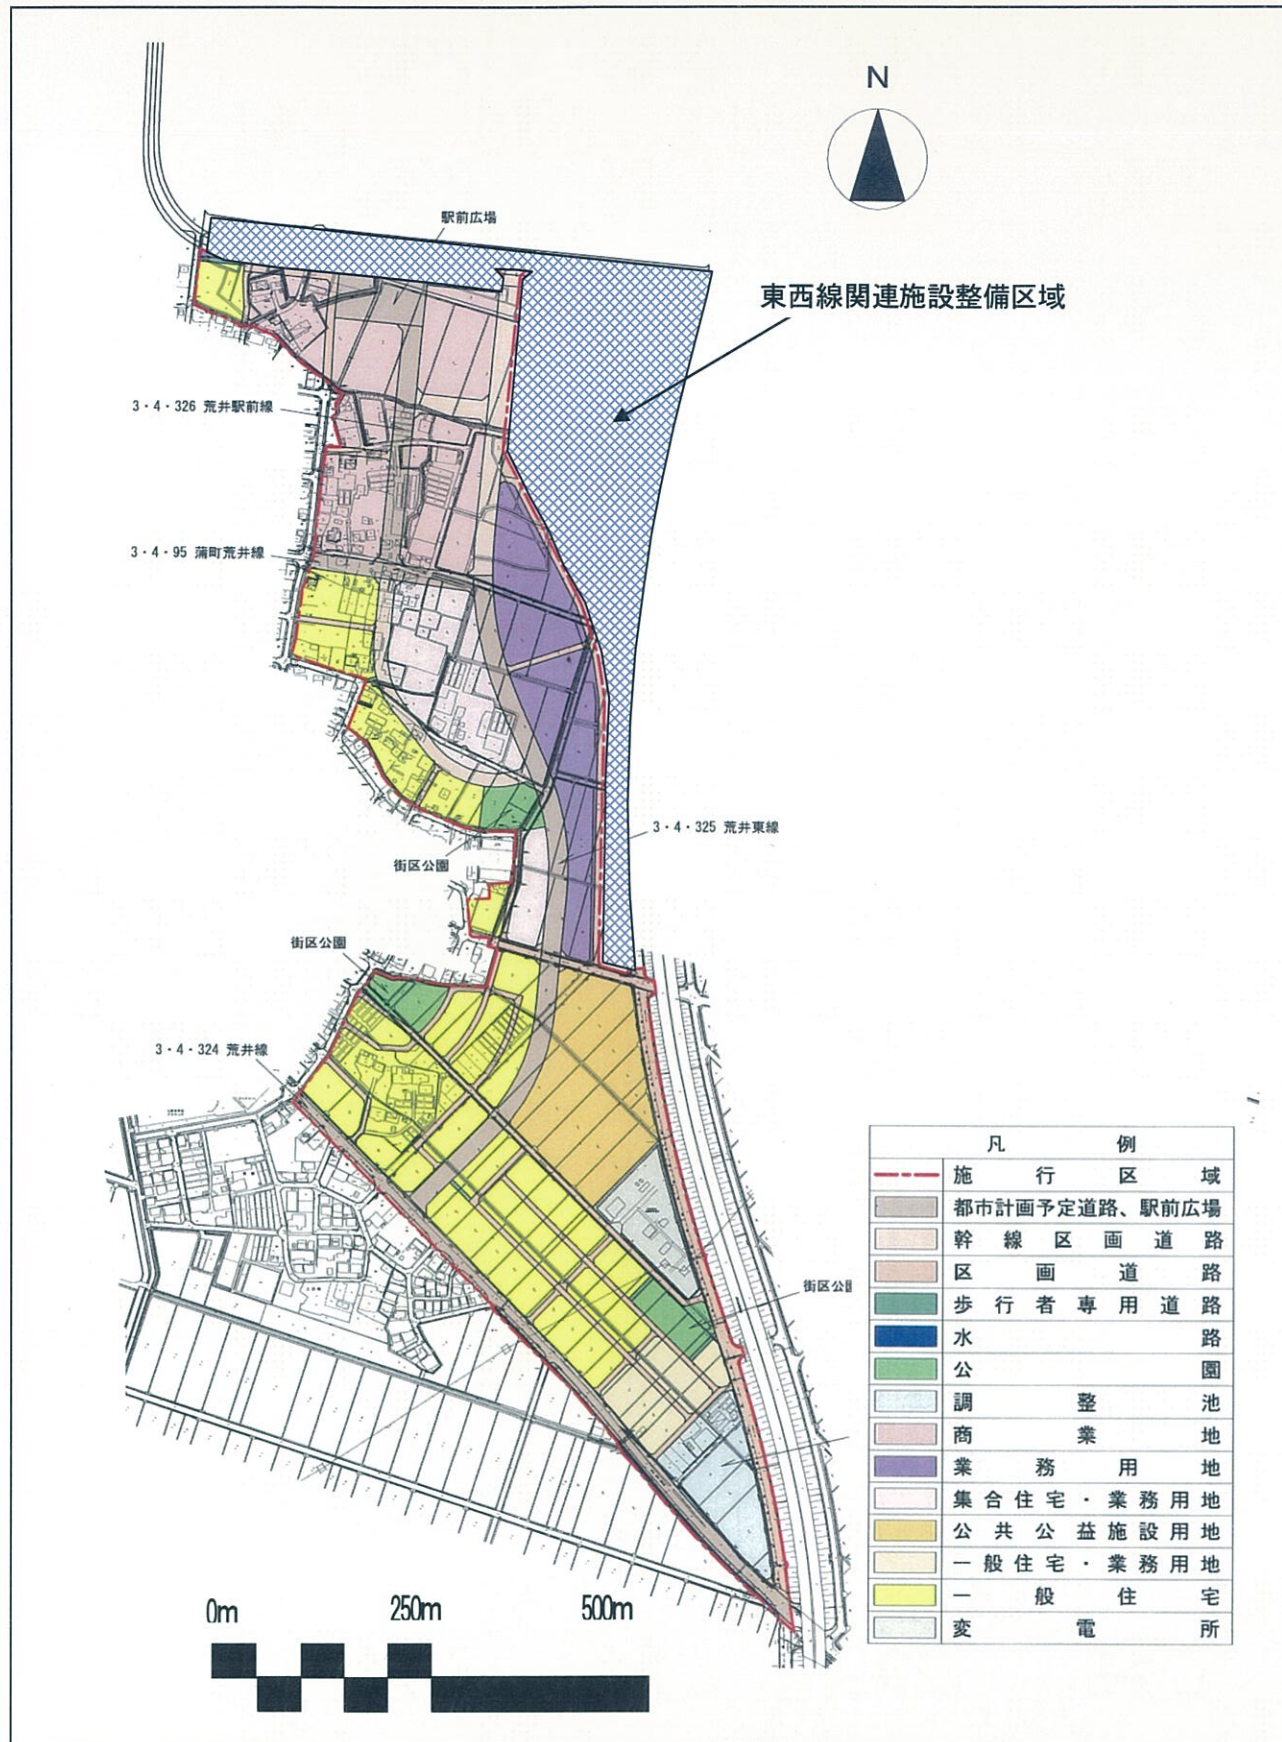 N
駅前広場
東西線関連施設整備区域
3・4・326 荒井駅前線
3・4・95 蒲町荒井線
3・4・325 荒井東線
街区公園
街区公園
3・4・324 荒井線
街区公園
凡例
施行区域
都市計画予定道路、駅前広場
幹線区画道路
区画道路
歩行者専用道路
水路
公園
調整池
商業地
業務用地
集合住宅・業務用地
公共公益施設用地
一般住宅・業務用地
一般住宅
変電所
0m 250m 500m